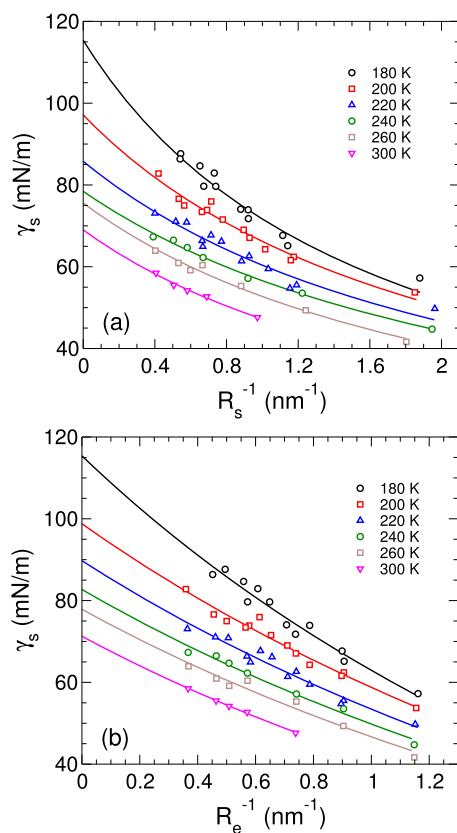 120
100
80
60
40
γs (mN/m)
180 K
200 K
220 K
240 K
260 K
300 K
(a)
0 0.4 0.8 1.2 1.6 2
Rs^-1 (nm^-1)
120
100
80
60
40
γs (mN/m)
180 K
200 K
220 K
240 K
260 K
300 K
(b)
0 0.2 0.4 0.6 0.8 1 1.2
Re^-1 (nm^-1)